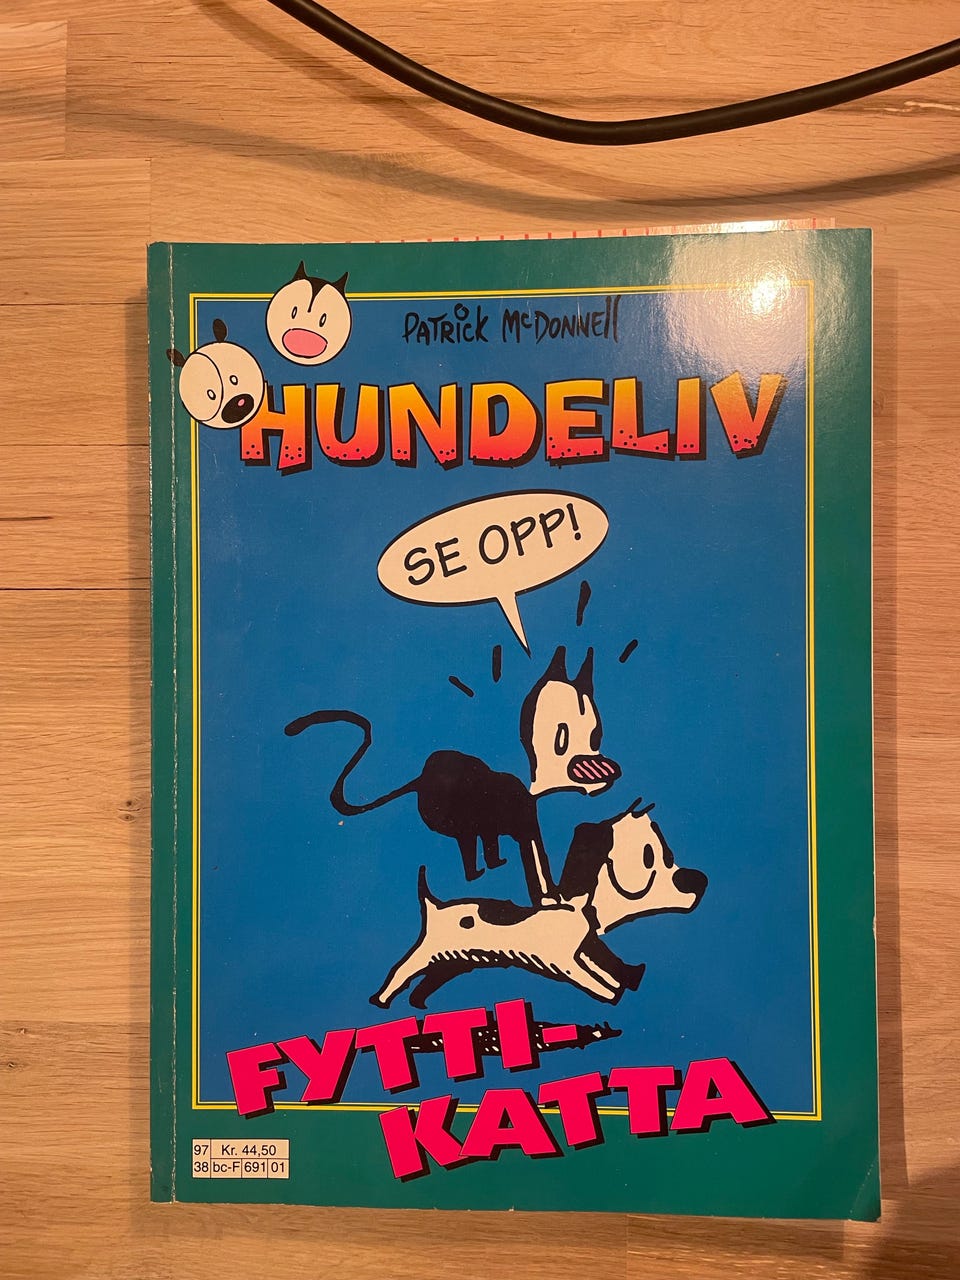 PATRICK McDONNELL
HUNDELIV
SE OPP!
FYTTI-
KATTA
97 Kr. 44,50
38 bc-F 691 01